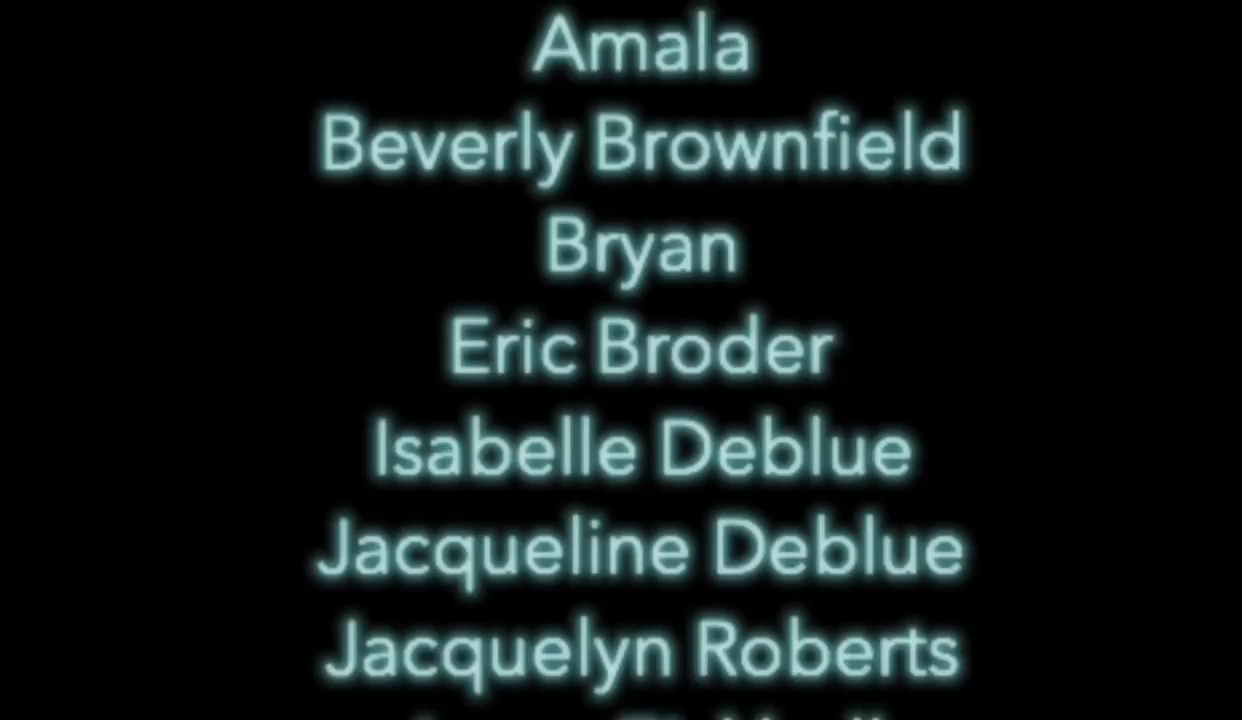 Amala
Beverly Brownfield
Bryan
Eric Broder
Isabelle Deblue
Jacqueline Deblue
Jacquelyn Roberts